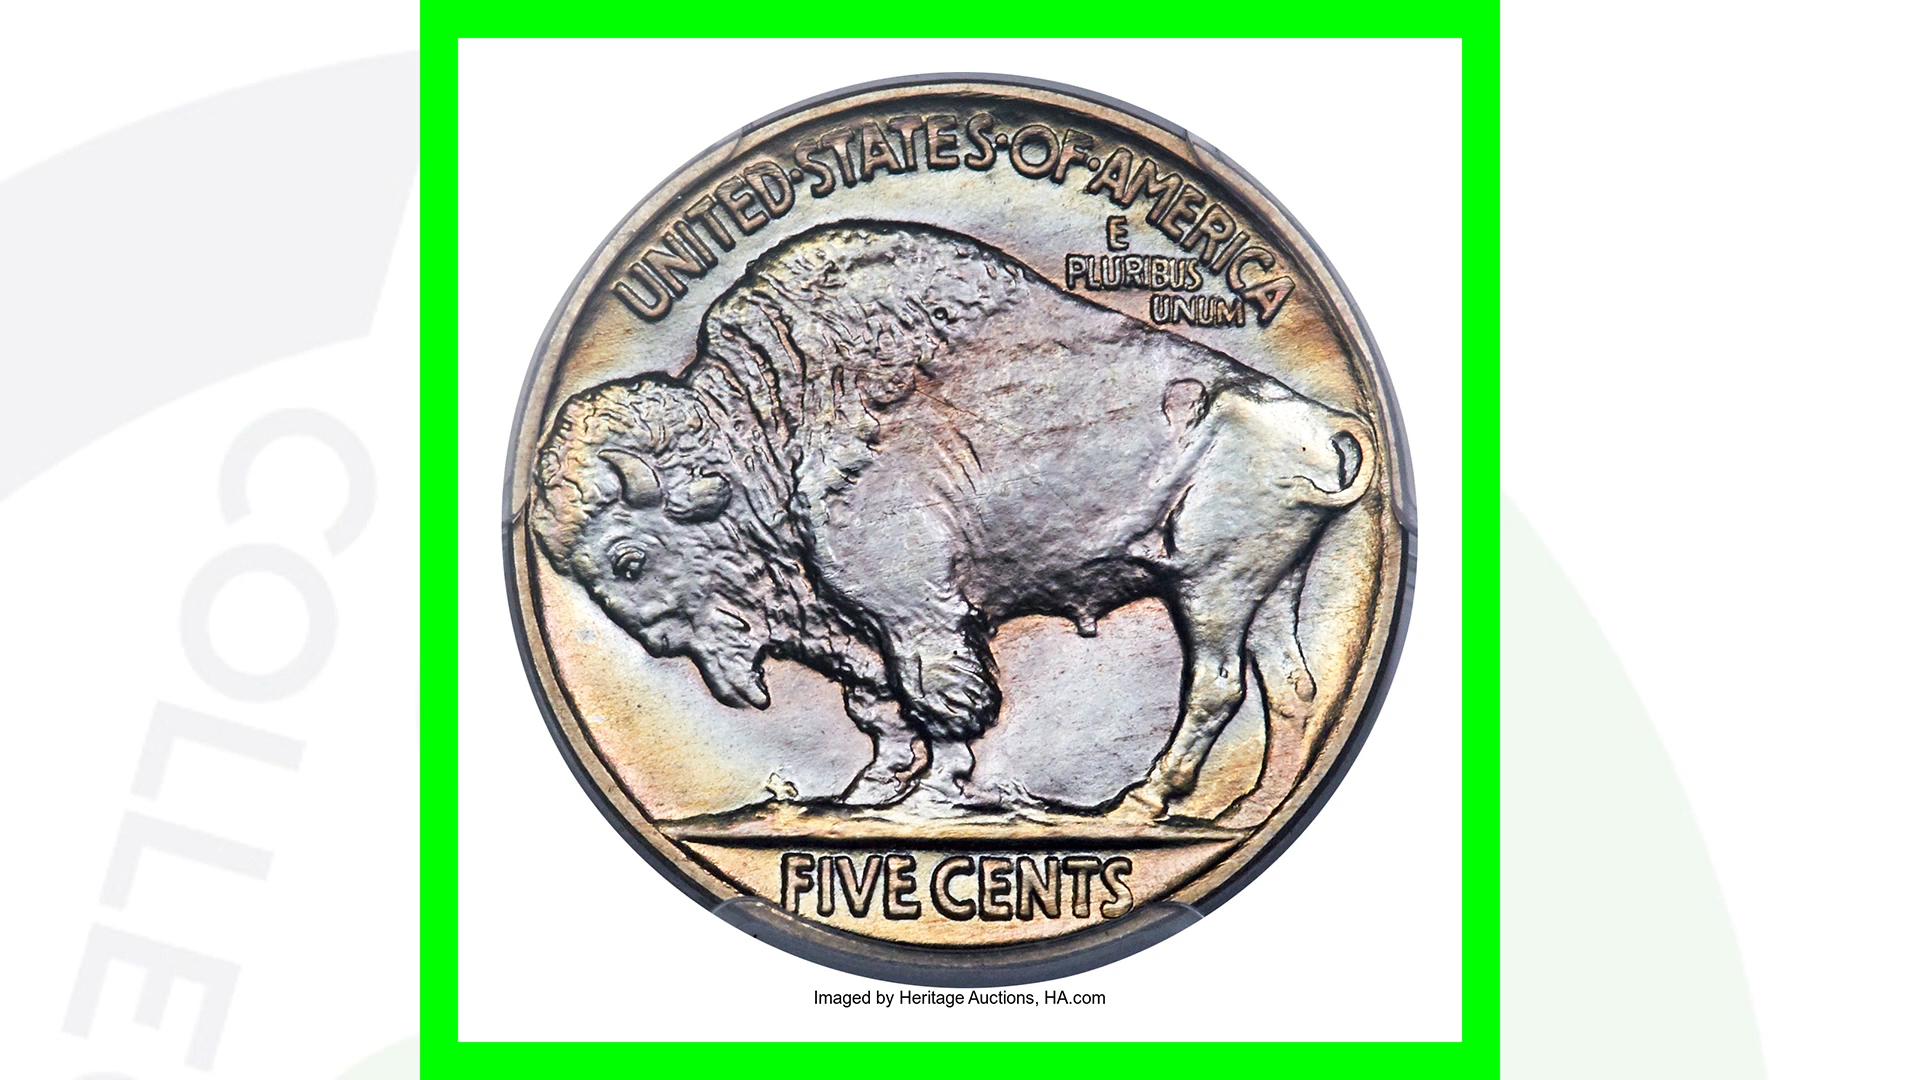 UNITED·STATES·OF·AMERICA
E
PLURIBUS
UNUM
FIVE CENTS
Imaged by Heritage Auctions, HA.com
COLLE